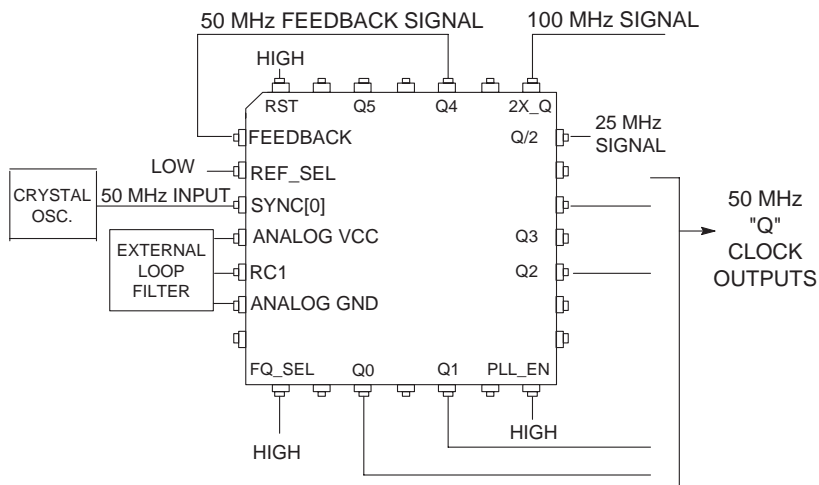 50 MHz FEEDBACK SIGNAL
100 MHz SIGNAL
HIGH
RST
Q5
Q4
2X_Q
FEEDBACK
Q/2
25 MHz
SIGNAL
LOW
REF_SEL
CRYSTAL
OSC.
50 MHz INPUT
SYNC[0]
50 MHz
"Q"
CLOCK
OUTPUTS
ANALOG VCC
Q3
EXTERNAL
LOOP
FILTER
RC1
Q2
ANALOG GND
FQ_SEL
Q0
Q1
PLL_EN
HIGH
HIGH